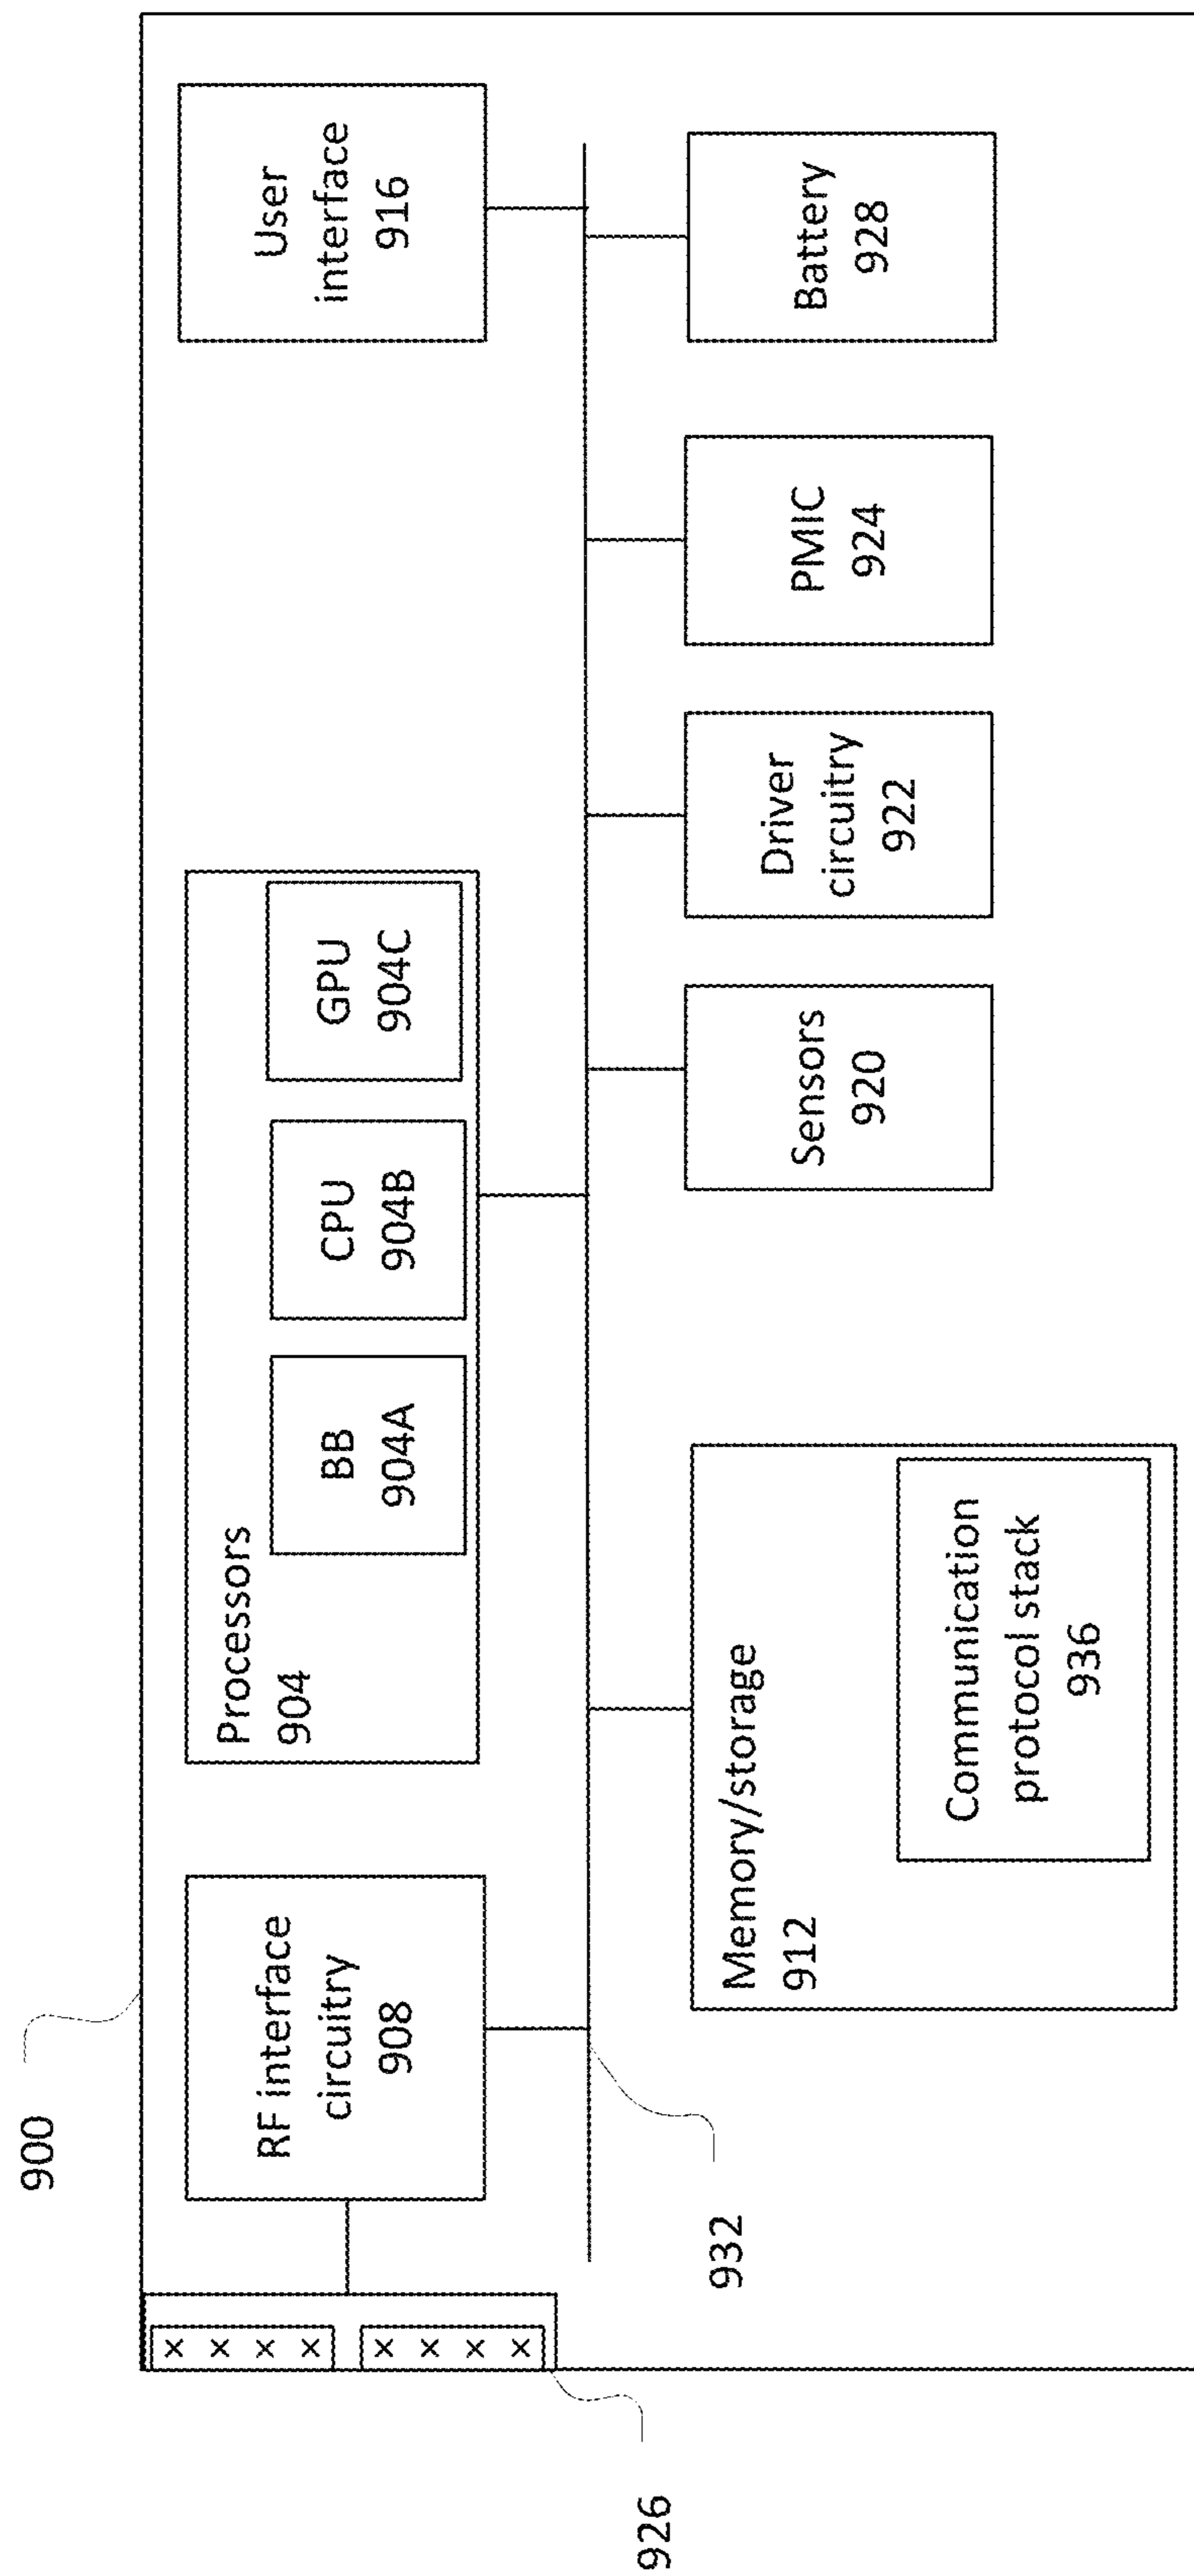 900
RF interface
circuitry
908
Processors
904
BB
904A
CPU
904B
GPU
904C
User
interface
916
932
926
× × × ×
× × × ×
Memory/storage
912
Communication
protocol stack
936
Sensors
920
Driver
circuitry
922
PMIC
924
Battery
928